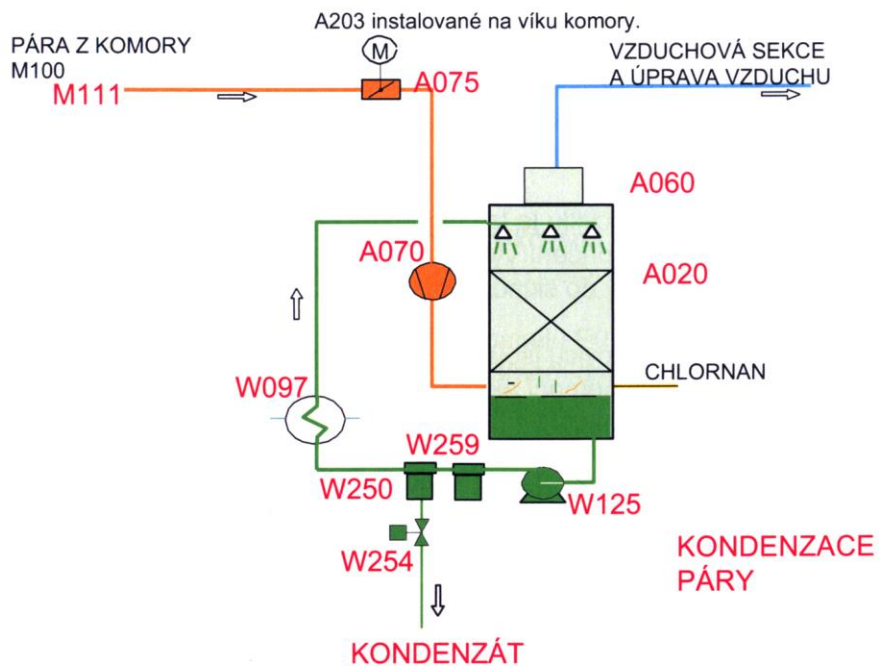 A203 instalované na víku komory.
PÁRA Z KOMORY
M100
M111
M
A075
VZDUCHOVÁ SEKCE
A ÚPRAVA VZDUCHU
A060
A070
A020
CHLORNAN
W097
W259
W250
W125
W254
KONDENZACE
PÁRY
KONDENZÁT